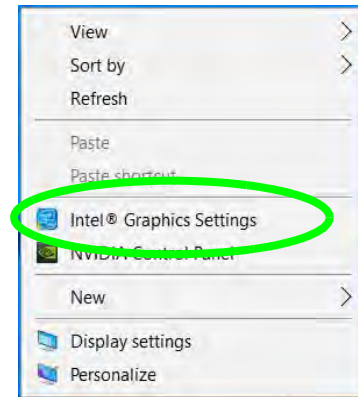 View
Sort by
Refresh
Paste
Paste shortcut
Intel® Graphics Settings
NVIDIA Control Panel
New
Display settings
Personalize